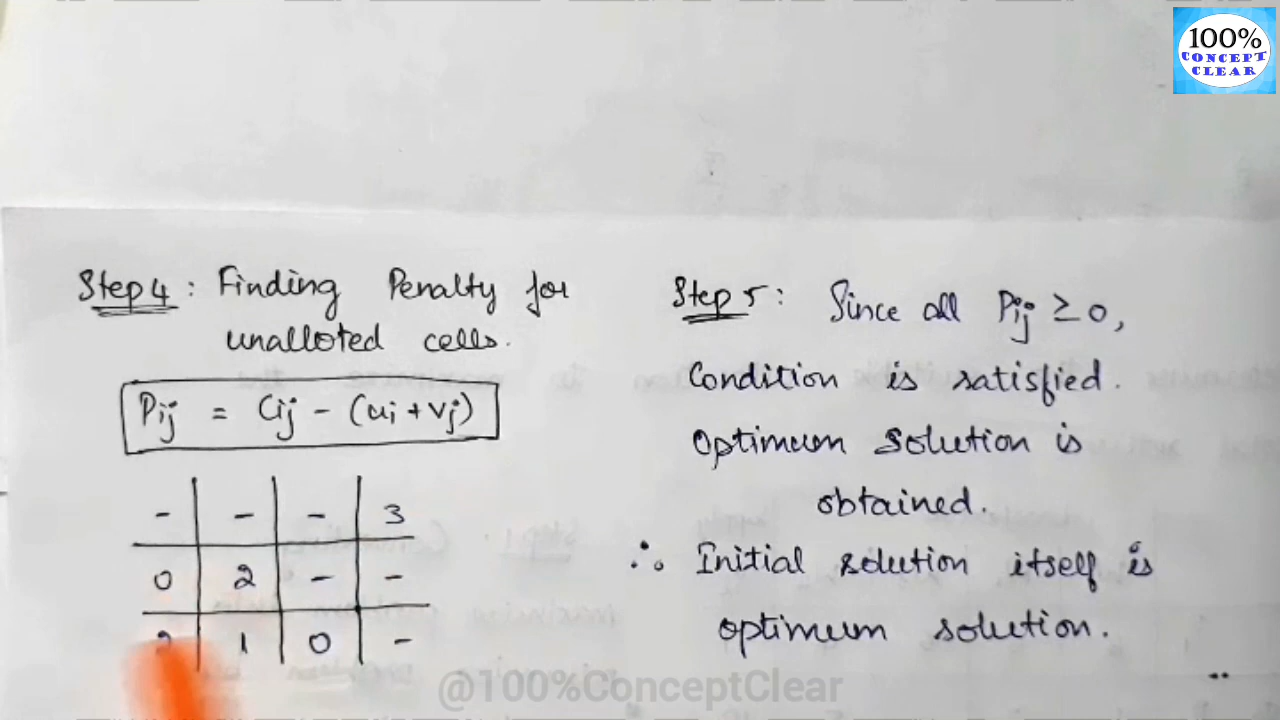 100%
CONCEPT
CLEAR
Step 4 : Finding Penalty for
unalloted cells.
Pij = Cij - (ui + vj)
- - - 3
0 2 - -
1 0 -
Step 5 : Since all Pij ≥ 0,
Condition is satisfied.
Optimum solution is
obtained.
∴ Initial solution itself is
optimum solution.
@100%ConceptClear